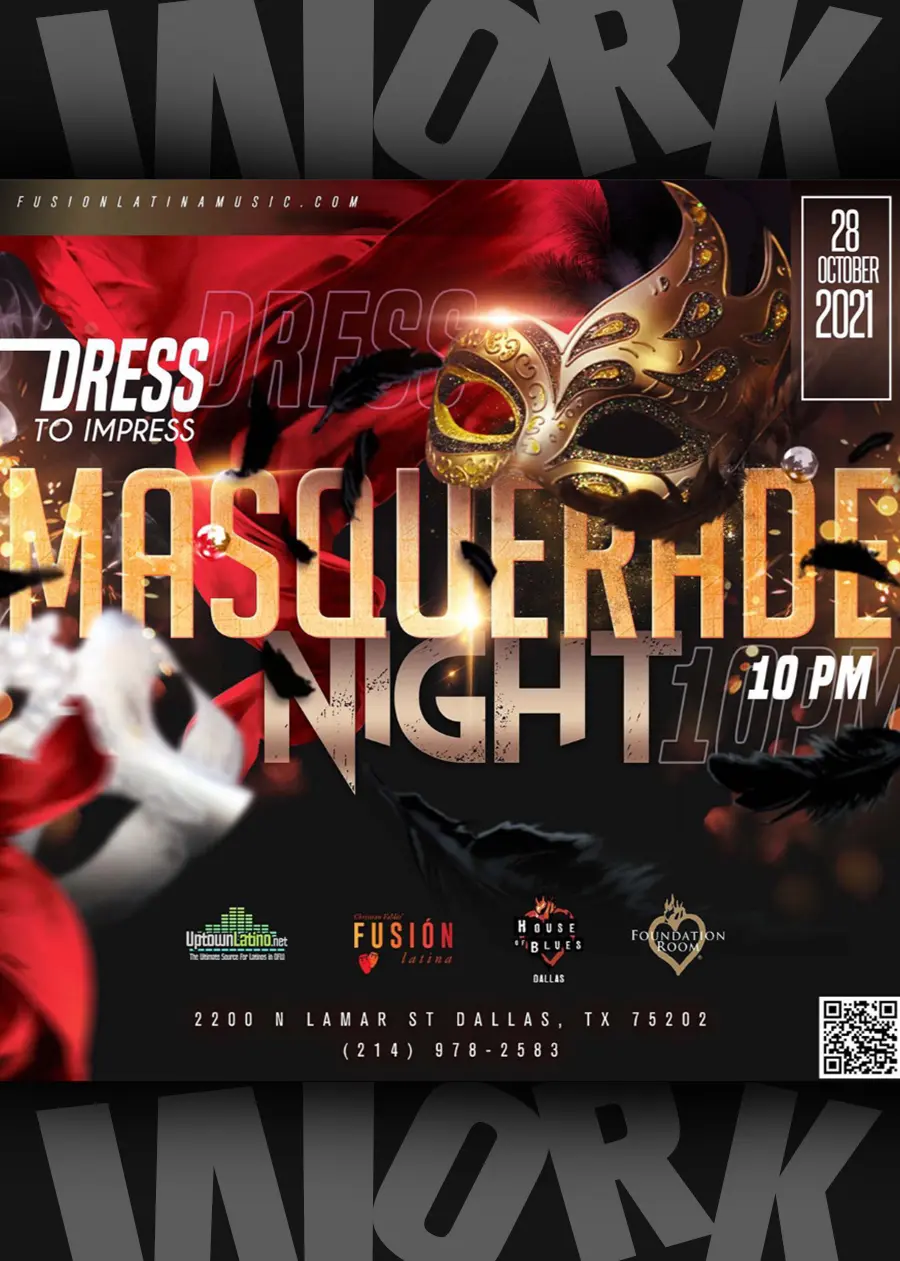 WORK
FUSIONLATINAMUSIC.COM
28
OCTOBER
2021
DRESS
DRESS
TO IMPRESS
MASQUERADE
NIGHT
10PM
10 PM
UptownLatino.net
The Ultimate Source For Latinos in DFW
Christian Valdes'
FUSIÓN
latina
HOUSE
OF BLUES
DALLAS
FOUNDATION
ROOM
2200 N LAMAR ST DALLAS, TX 75202
(214) 978-2583
WORK